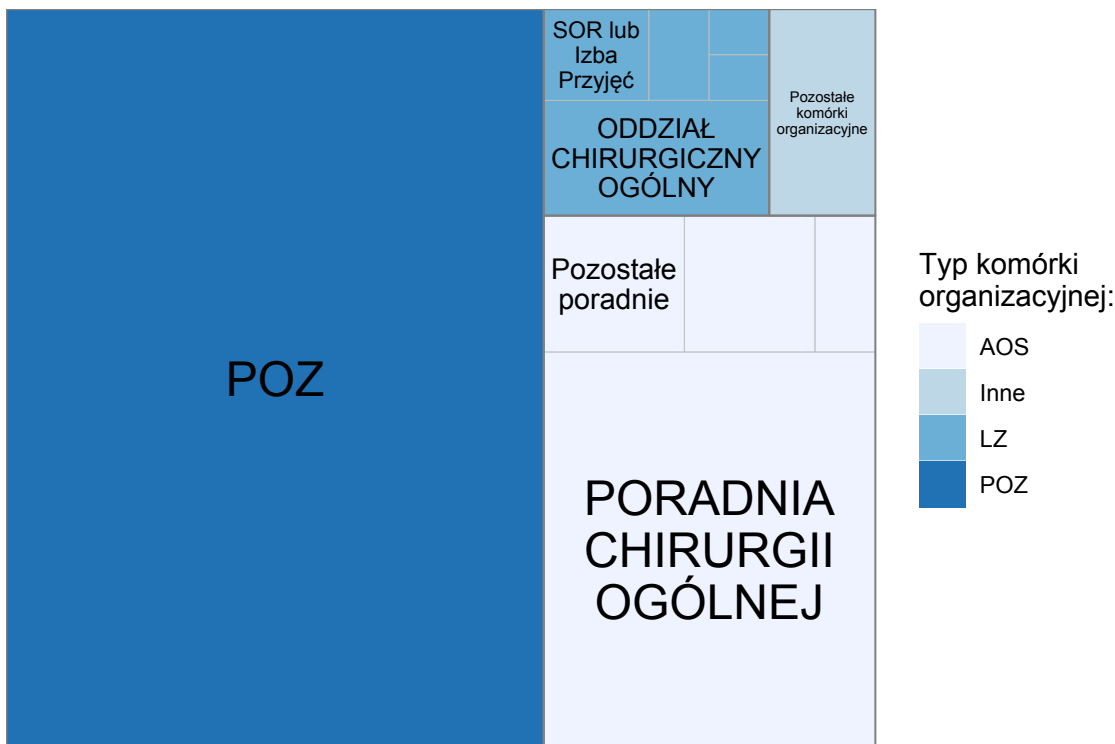 POZ
SOR lub
Izba
Przyjęć
ODDZIAŁ
CHIRURGICZNY
OGÓLNY
Pozostałe
komórki
organizacyjne
Pozostałe
poradnie
PORADNIA
CHIRURGII
OGÓLNEJ
Typ komórki
organizacyjnej:
AOS
Inne
LZ
POZ